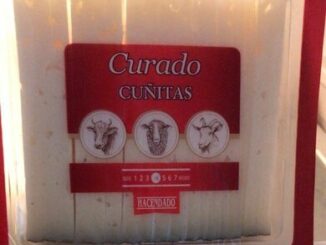 Curado
CUÑITAS
1 2 3 4 5 6 7
HACENDADO